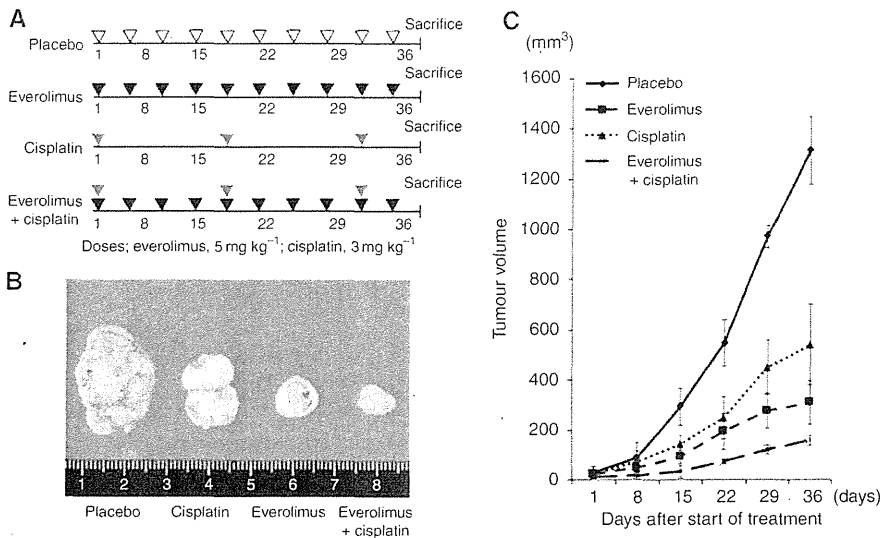 A
Sacrifice
Placebo
1 8 15 22 29 36
Sacrifice
Everolimus
1 8 15 22 29 36
Sacrifice
Cisplatin
1 8 15 22 29 36
Sacrifice
Everolimus
+ cisplatin
1 8 15 22 29 36
Doses; everolimus, 5 mg kg⁻¹; cisplatin, 3 mg kg⁻¹
B
1 2 3 4 5 6 7 8
Placebo Cisplatin Everolimus Everolimus
+ cisplatin
C
(mm³)
1600
1400
1200
1000
800
600
400
200
0
Tumour volume
Placebo
Everolimus
Cisplatin
Everolimus
+ cisplatin
1 8 15 22 29 36 (days)
Days after start of treatment